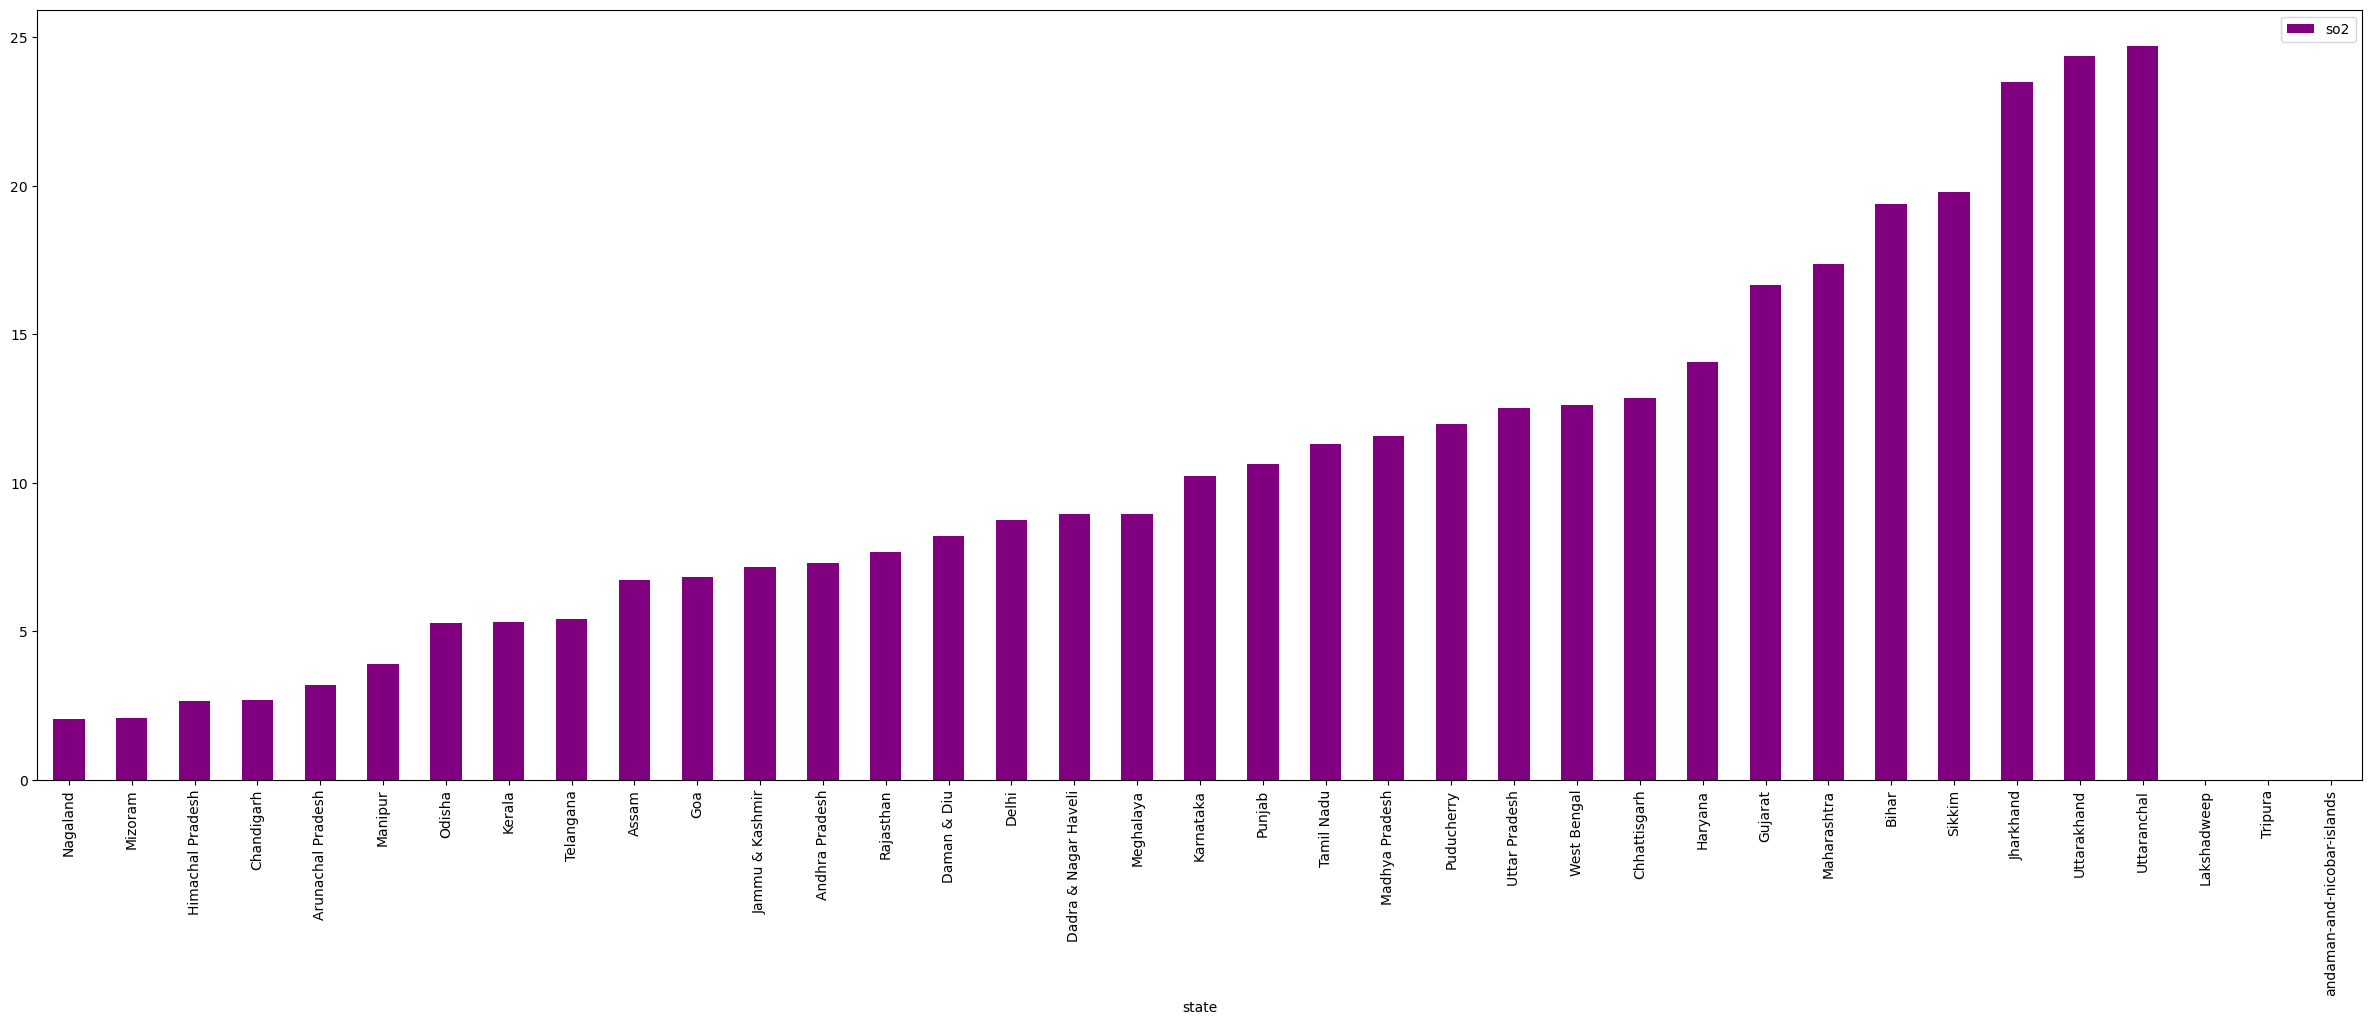 so2
25
20
15
10
5
0
Nagaland
Mizoram
Himachal Pradesh
Chandigarh
Arunachal Pradesh
Manipur
Odisha
Kerala
Telangana
Assam
Goa
Jammu & Kashmir
Andhra Pradesh
Rajasthan
Daman & Diu
Delhi
Dadra & Nagar Haveli
Meghalaya
Karnataka
Punjab
Tamil Nadu
Madhya Pradesh
Puducherry
Uttar Pradesh
West Bengal
Chhattisgarh
Haryana
Gujarat
Maharashtra
Bihar
Sikkim
Jharkhand
Uttarakhand
Uttaranchal
Lakshadweep
Tripura
andaman-and-nicobar-islands
state